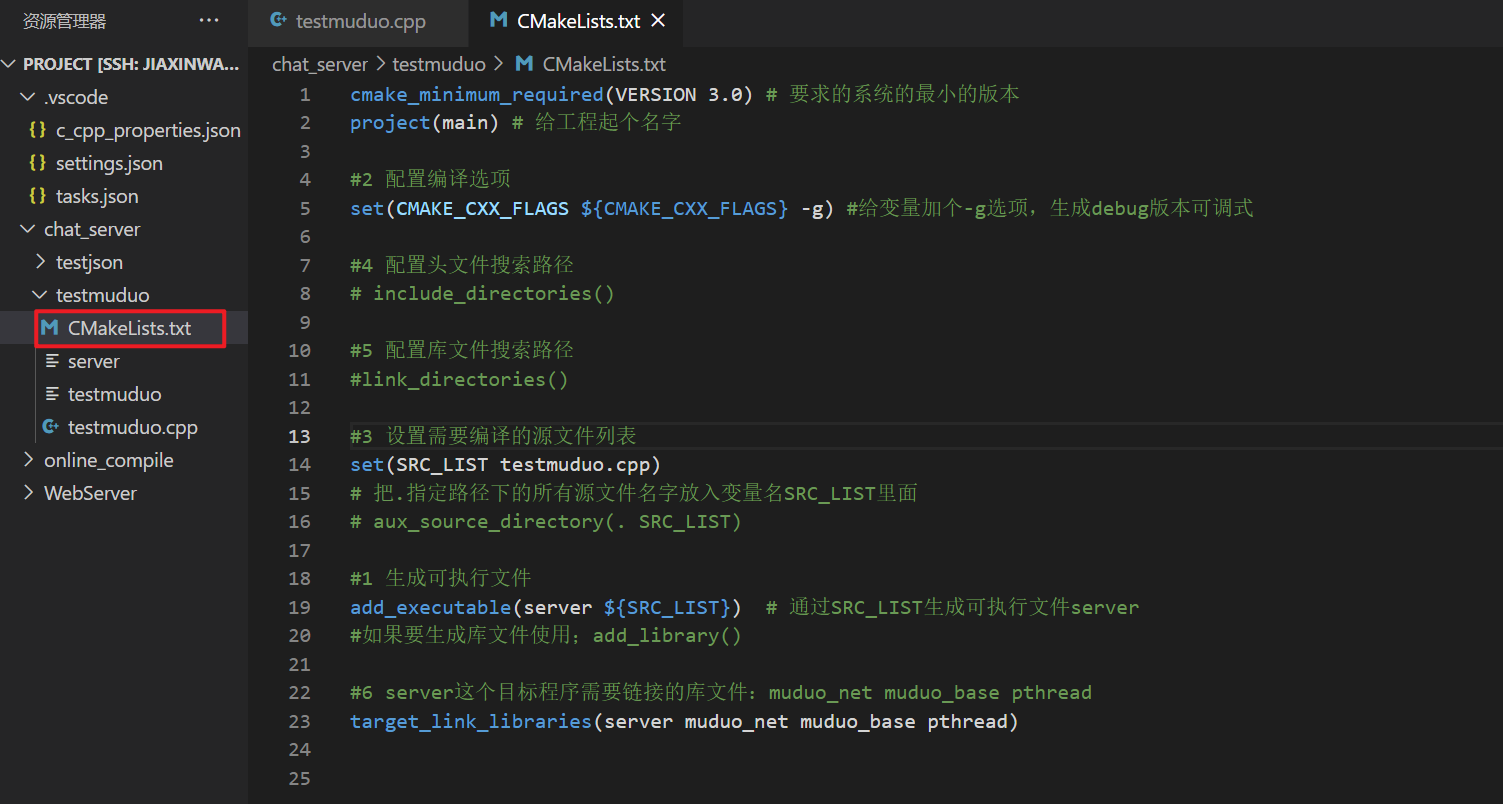 资源管理器 ···
PROJECT [SSH: JIAXINWA...
.vscode
{} c_cpp_properties.json
{} settings.json
{} tasks.json
chat_server
testjson
testmuduo
CMakeLists.txt
server
testmuduo
testmuduo.cpp
online_compile
WebServer
testmuduo.cpp
CMakeLists.txt
chat_server > testmuduo > CMakeLists.txt
1 cmake_minimum_required(VERSION 3.0) # 要求的系统的最小的版本
2 project(main) # 给工程起个名字
3
4 #2 配置编译选项
5 set(CMAKE_CXX_FLAGS ${CMAKE_CXX_FLAGS} -g) #给变量加个-g选项，生成debug版本可调式
6
7 #4 配置头文件搜索路径
8 # include_directories()
9
10 #5 配置库文件搜索路径
11 #link_directories()
12
13 #3 设置需要编译的源文件列表
14 set(SRC_LIST testmuduo.cpp)
15 # 把.指定路径下的所有源文件名字放入变量名SRC_LIST里面
16 # aux_source_directory(. SRC_LIST)
17
18 #1 生成可执行文件
19 add_executable(server ${SRC_LIST}) # 通过SRC_LIST生成可执行文件server
20 #如果要生成库文件使用；add_library()
21
22 #6 server这个目标程序需要链接的库文件：muduo_net muduo_base pthread
23 target_link_libraries(server muduo_net muduo_base pthread)
24
25